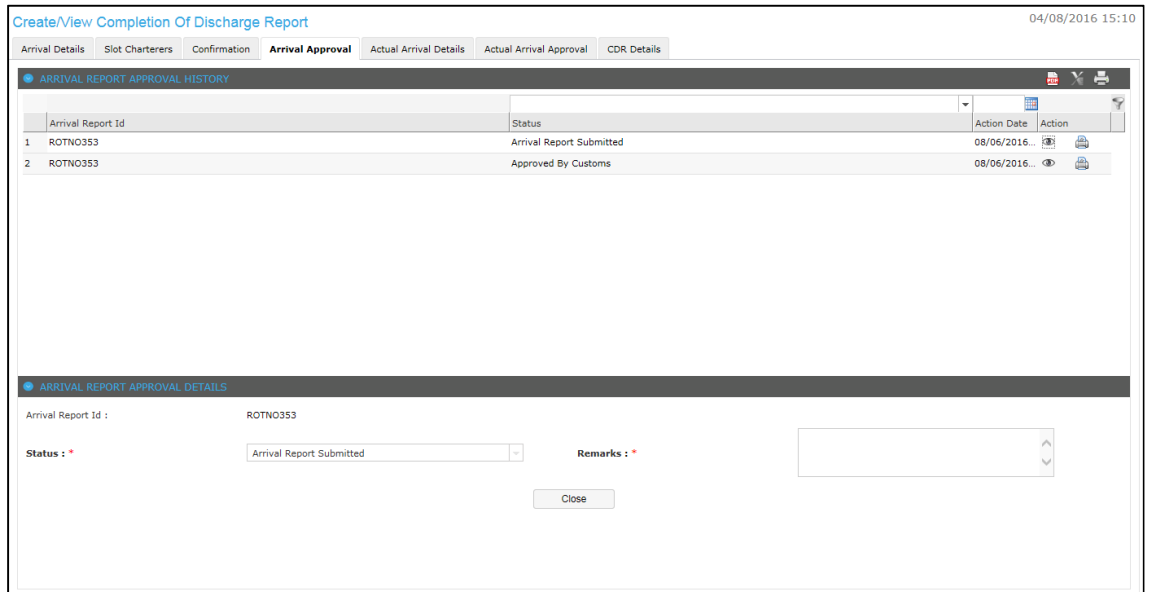 Create/View Completion Of Discharge Report 04/08/2016 15:10
Arrival Details Slot Charterers Confirmation Arrival Approval Actual Arrival Details Actual Arrival Approval CDR Details
ARRIVAL REPORT APPROVAL HISTORY PDF
Arrival Report Id Status Action Date Action
1 ROTNO353 Arrival Report Submitted 08/06/2016...
2 ROTNO353 Approved By Customs 08/06/2016...
ARRIVAL REPORT APPROVAL DETAILS
Arrival Report Id : ROTNO353
Status : * Arrival Report Submitted Remarks : *
Close